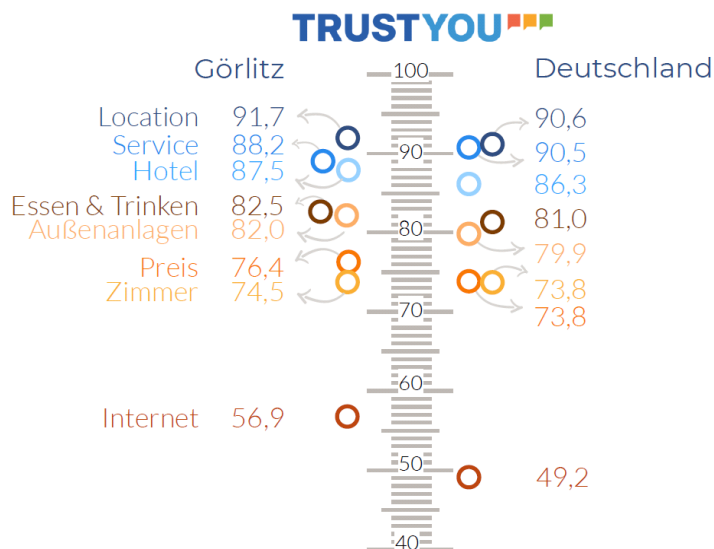 TRUSTYOU
Görlitz
Deutschland
100
Location 91,7
90,6
Service 88,2
90
90,5
Hotel 87,5
86,3
Essen & Trinken 82,5
81,0
Außenanlagen 82,0
80
79,9
Preis 76,4
73,8
Zimmer 74,5
70
73,8
60
Internet 56,9
50
49,2
40